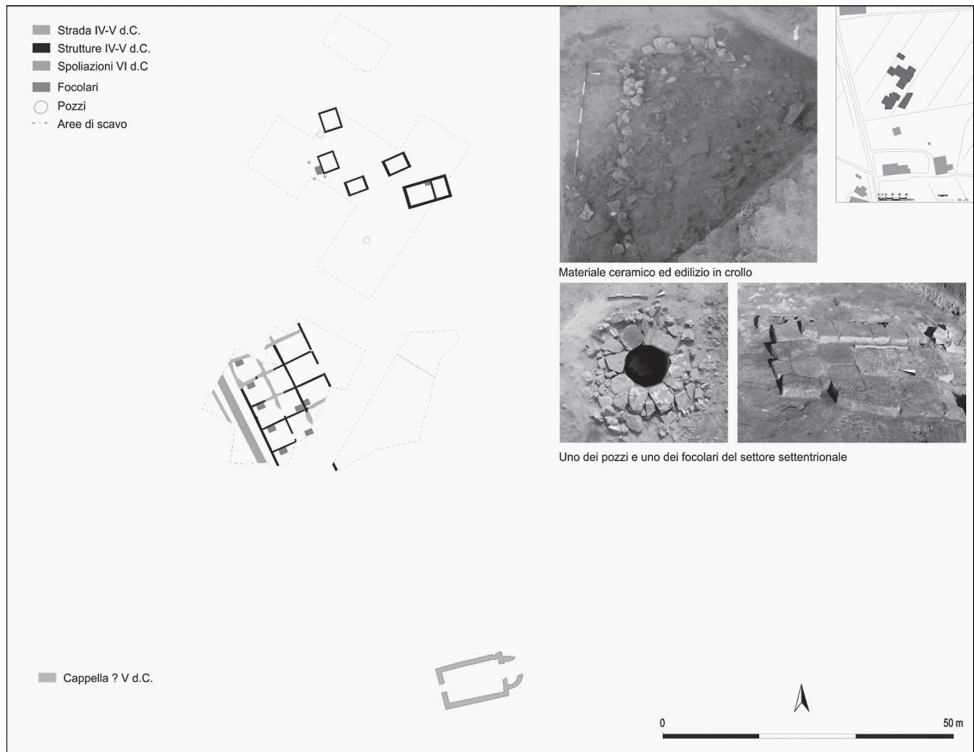 Strada IV-V d.C.
Strutture IV-V d.C.
Spoliazioni VI d.C
Focolari
Pozzi
Aree di scavo
Materiale ceramico ed edilizio in crollo
Uno dei pozzi e uno dei focolari del settore settentrionale
Cappella ? V d.C.
0
50 m